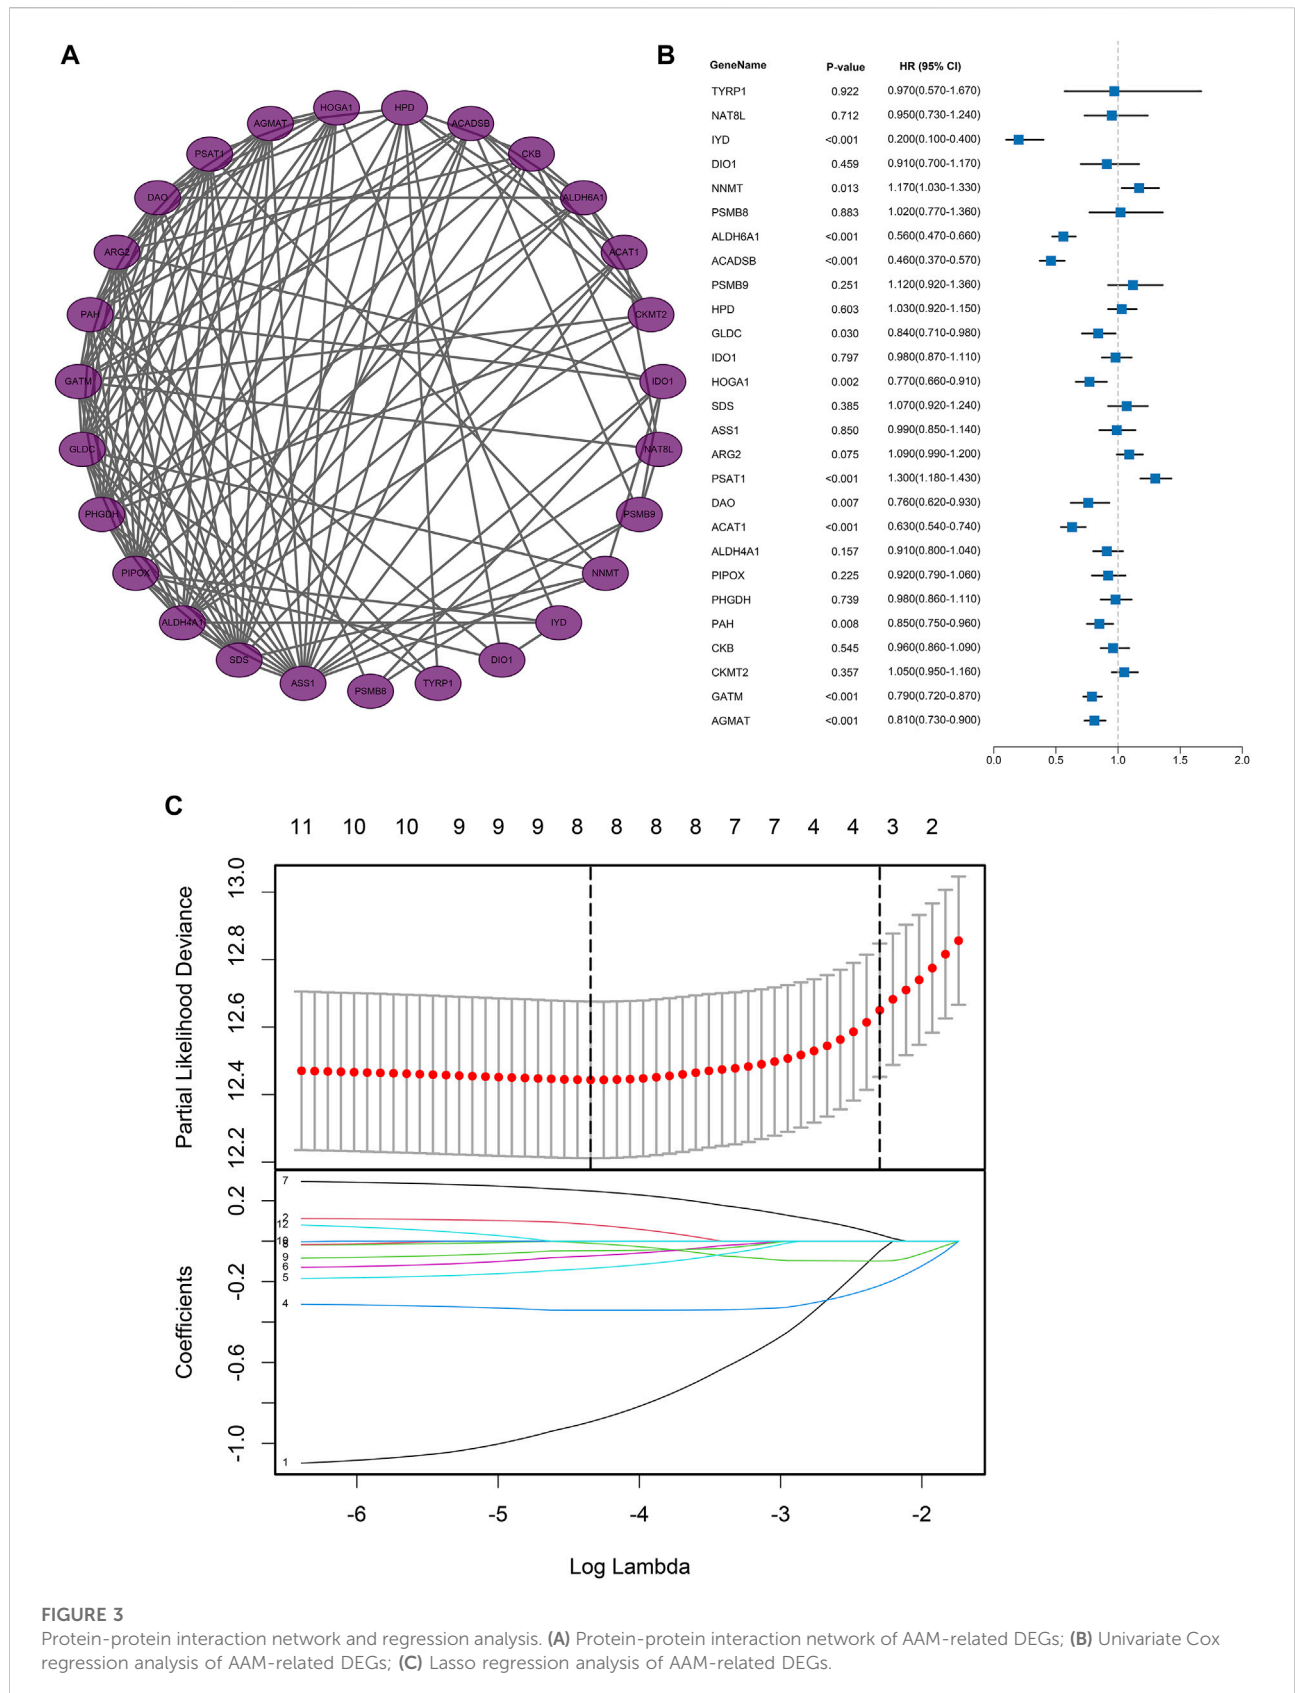 A
HOGA1
HPD
AGMAT
ACADSB
PSAT1
CKB
DAO
ALDH6A1
ARG2
ACAT1
PAH
CKMT2
GATM
IDO1
GLDC
NAT8L
PHGDH
PSMB9
PIPOX
NNMT
ALDH4A1
IYD
SDS
DIO1
ASS1
PSMB8
TYRP1
B
GeneName P-value HR (95% CI)
TYRP1 0.922 0.970(0.570-1.670)
NAT8L 0.712 0.950(0.730-1.240)
IYD <0.001 0.200(0.100-0.400)
DIO1 0.459 0.910(0.700-1.170)
NNMT 0.013 1.170(1.030-1.330)
PSMB8 0.883 1.020(0.770-1.360)
ALDH6A1 <0.001 0.560(0.470-0.660)
ACADSB <0.001 0.460(0.370-0.570)
PSMB9 0.251 1.120(0.920-1.360)
HPD 0.603 1.030(0.920-1.150)
GLDC 0.030 0.840(0.710-0.980)
IDO1 0.797 0.980(0.870-1.110)
HOGA1 0.002 0.770(0.660-0.910)
SDS 0.385 1.070(0.920-1.240)
ASS1 0.850 0.990(0.850-1.140)
ARG2 0.075 1.090(0.990-1.200)
PSAT1 <0.001 1.300(1.180-1.430)
DAO 0.007 0.760(0.620-0.930)
ACAT1 <0.001 0.630(0.540-0.740)
ALDH4A1 0.157 0.910(0.800-1.040)
PIPOX 0.225 0.920(0.790-1.060)
PHGDH 0.739 0.980(0.860-1.110)
PAH 0.008 0.850(0.750-0.960)
CKB 0.545 0.960(0.860-1.090)
CKMT2 0.357 1.050(0.950-1.160)
GATM <0.001 0.790(0.720-0.870)
AGMAT <0.001 0.810(0.730-0.900)
0.0 0.5 1.0 1.5 2.0
C
11 10 10 9 9 9 8 8 8 8 7 7 4 4 3 2
Partial Likelihood Deviance
13.0
12.8
12.6
12.4
12.2
Coefficients
0.2
-0.2
-0.6
-1.0
7
2
12
10
8
9
6
5
4
1
-6 -5 -4 -3 -2
Log Lambda
FIGURE 3
Protein-protein interaction network and regression analysis. (A) Protein-protein interaction network of AAM-related DEGs; (B) Univariate Cox
regression analysis of AAM-related DEGs; (C) Lasso regression analysis of AAM-related DEGs.